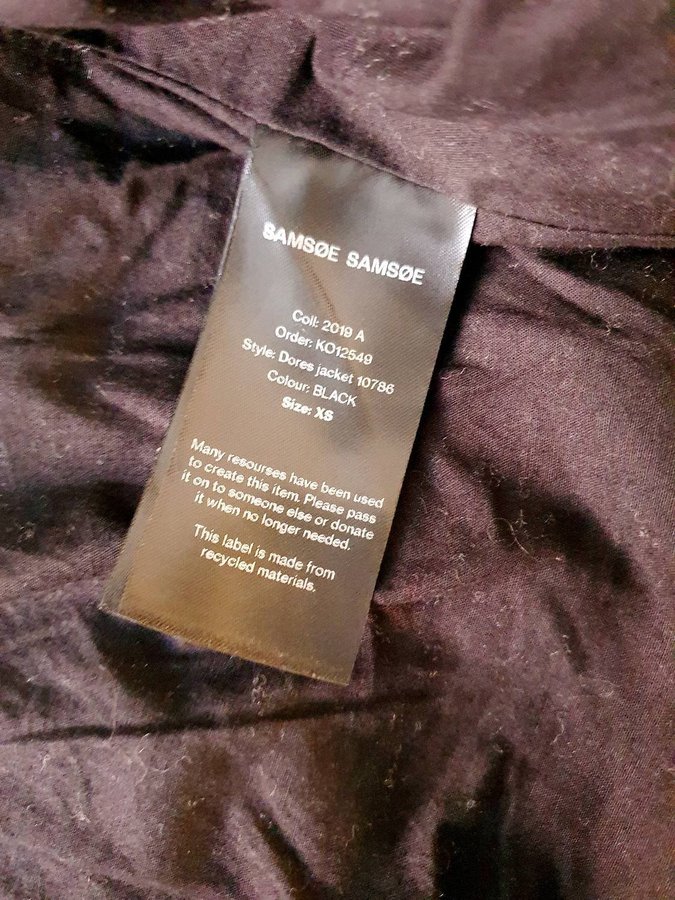 SAMSØE SAMSØE
Coll: 2019 A
Order: KO12549
Style: Dores jacket 10786
Colour: BLACK
Size: XS
Many resourses have been used
to create this item. Please pass
it on to someone else or donate
it when no longer needed.
This label is made from
recycled materials.